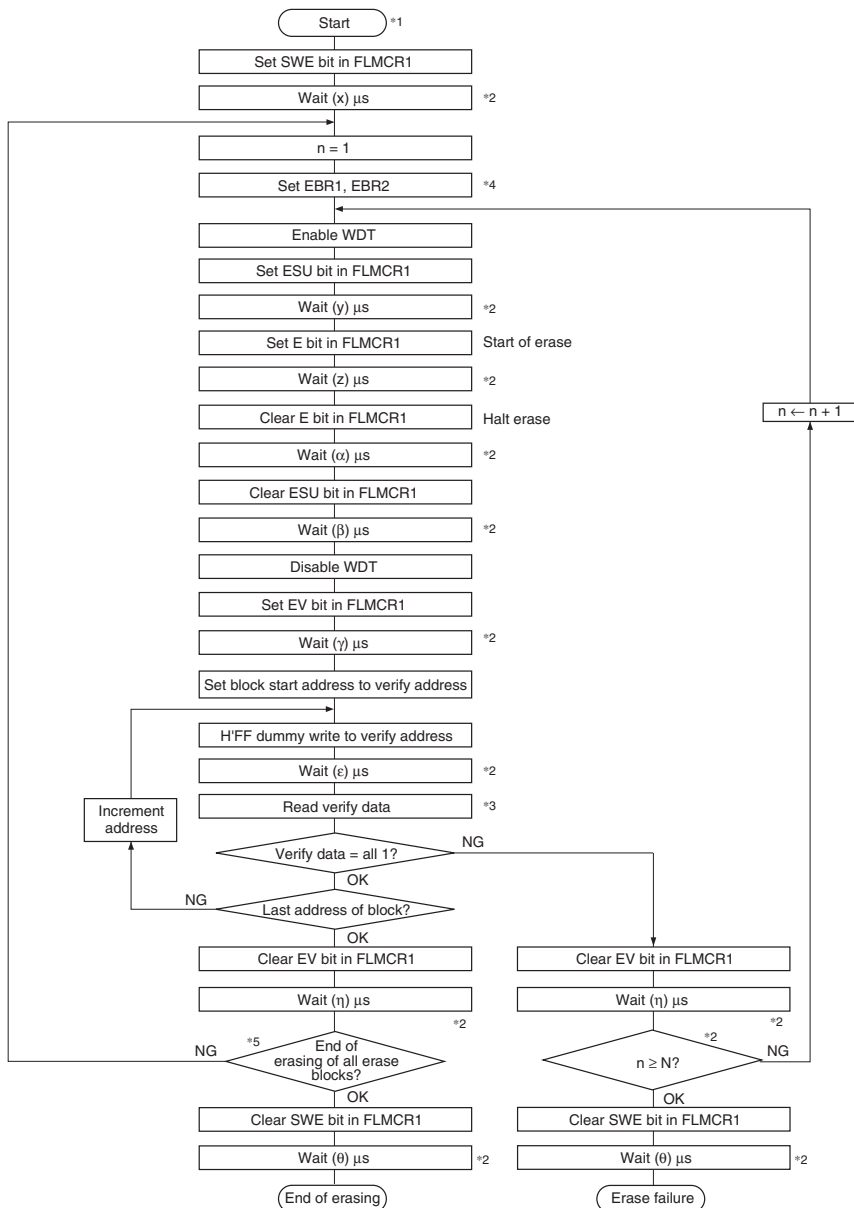 Start *1
Set SWE bit in FLMCR1
Wait (x) μs *2
n = 1
Set EBR1, EBR2 *4
Enable WDT
Set ESU bit in FLMCR1
Wait (y) μs *2
Set E bit in FLMCR1 Start of erase
Wait (z) μs *2
n ← n + 1
Clear E bit in FLMCR1 Halt erase
Wait (α) μs *2
Clear ESU bit in FLMCR1
Wait (β) μs *2
Disable WDT
Set EV bit in FLMCR1
Wait (γ) μs *2
Set block start address to verify address
H'FF dummy write to verify address
Wait (ε) μs *2
Increment
address
Read verify data *3
Verify data = all 1? NG
OK
NG Last address of block?
OK
Clear EV bit in FLMCR1
Wait (η) μs
*2
*5
NG
End of
erasing of all erase
blocks?
OK
Clear SWE bit in FLMCR1
Wait (θ) μs *2
End of erasing
Clear EV bit in FLMCR1
Wait (η) μs
*2
*2
n ≥ N? NG
OK
Clear SWE bit in FLMCR1
Wait (θ) μs *2
Erase failure